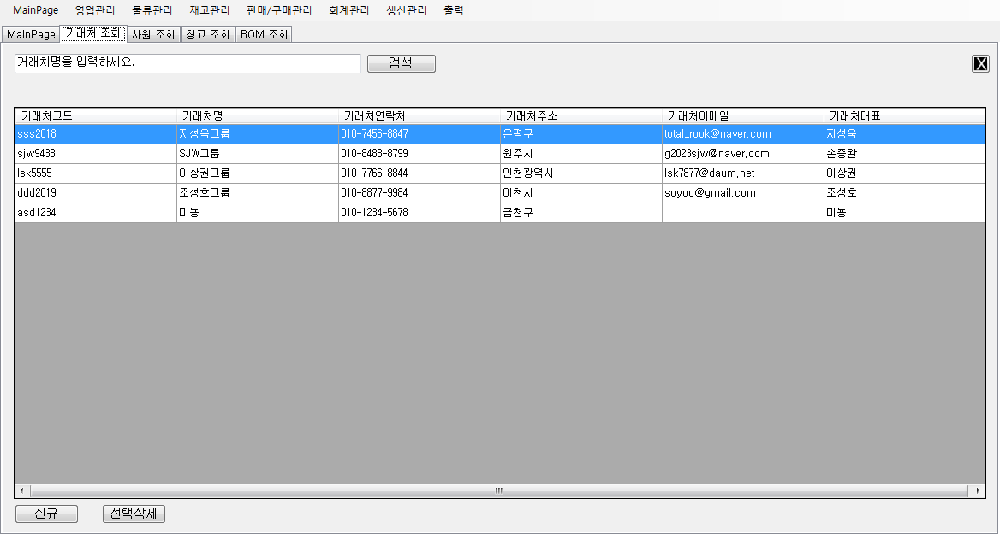 MainPage 영업관리 물류관리 재고관리 판매/구매관리 회계관리 생산관리 출력
MainPage 거래처 조회 사원 조회 창고 조회 BOM 조회
거래처명을 입력하세요. 검색 X
거래처코드 거래처명 거래처연락처 거래처주소 거래처이메일 거래처대표
sss2018 지성욱그룹 010-7456-8847 은평구 total_rook@naver.com 지성욱
sjw9433 SJW그룹 010-8488-8799 원주시 g2023sjw@naver.com 손종완
lsk5555 이상권그룹 010-7766-8844 인천광역시 lsk7877@daum.net 이상권
ddd2019 조성호그룹 010-8877-9984 이천시 soyou@gmail.com 조성호
asd1234 미뇽 010-1234-5678 금천구 미뇽
신규 선택삭제